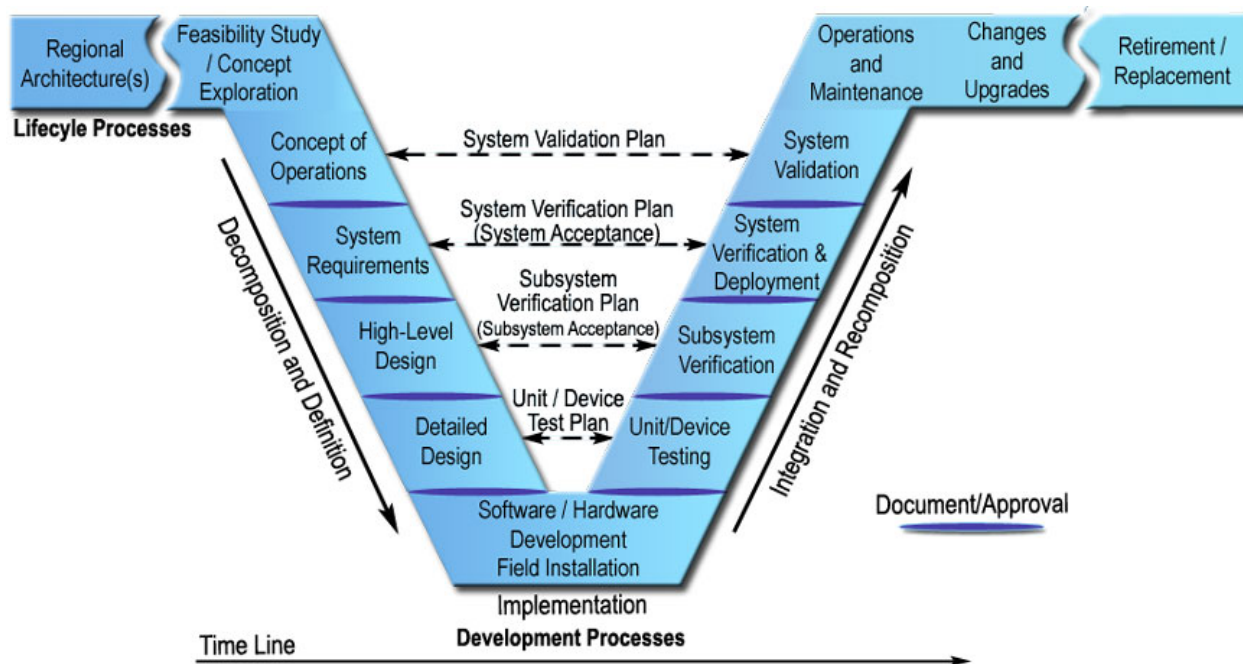 Regional
Architecture(s)
Feasibility Study
/ Concept
Exploration
Operations
and
Maintenance
Changes
and
Upgrades
Retirement /
Replacement
Lifecyle Processes
Concept of
Operations
System Validation Plan
System
Validation
System
Requirements
System Verification Plan
(System Acceptance)
System
Verification &
Deployment
High-Level
Design
Subsystem
Verification Plan
(Subsystem Acceptance)
Subsystem
Verification
Detailed
Design
Unit / Device
Test Plan
Unit/Device
Testing
Decomposition and Definition
Integration and Recomposition
Software / Hardware
Development
Field Installation
Document/Approval
Implementation
Development Processes
Time Line